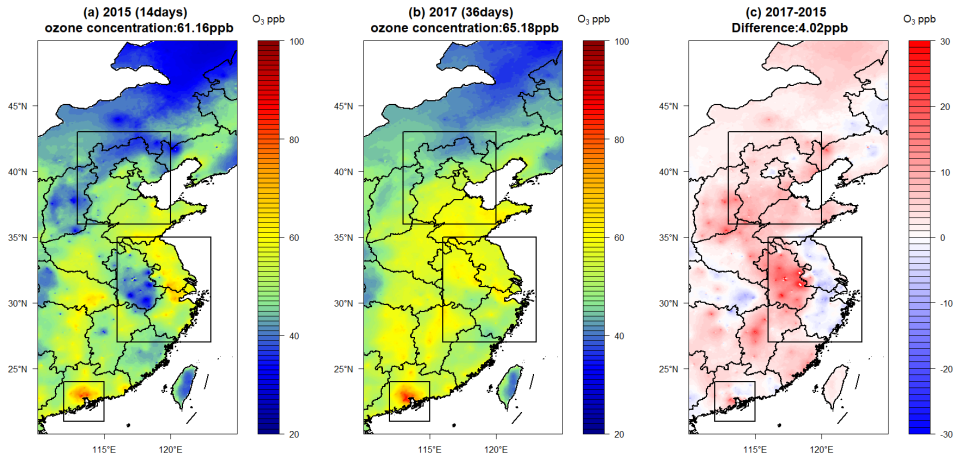 (a) 2015 (14days)
ozone concentration:61.16ppb
O₃ ppb
45°N
40°N
35°N
30°N
25°N
115°E
120°E
100
80
60
40
20
(b) 2017 (36days)
ozone concentration:65.18ppb
O₃ ppb
45°N
40°N
35°N
30°N
25°N
115°E
120°E
100
80
60
40
20
(c) 2017-2015
Difference:4.02ppb
O₃ ppb
45°N
40°N
35°N
30°N
25°N
115°E
120°E
30
20
10
0
-10
-20
-30